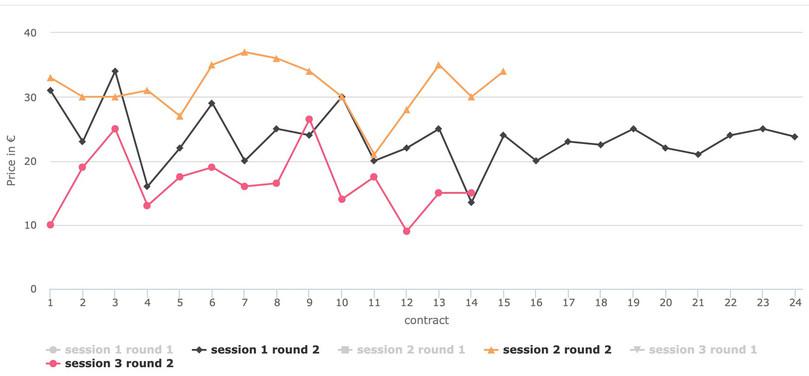 40
30
20
10
0
Price in €
1 2 3 4 5 6 7 8 9 10 11 12 13 14 15 16 17 18 19 20 21 22 23 24
contract
session 1 round 1 session 1 round 2 session 2 round 1 session 2 round 2 session 3 round 1
session 3 round 2